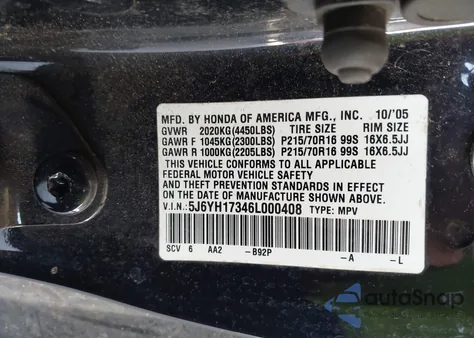 MFD. BY HONDA OF AMERICA MFG., INC. 10/'05
GVWR 2020KG(4450LBS) TIRE SIZE RIM SIZE
GAWR F 1045KG(2300LBS) P215/70R16 99S 16X6.5JJ
GAWR R 1000KG(2205LBS) P215/70R16 99S 16X6.5JJ
THIS VEHICLE CONFORMS TO ALL APPLICABLE
FEDERAL MOTOR VEHICLE SAFETY
STANDARDS AND BUMPER STANDARDS IN EFFECT
ON THE DATE OF MANUFACTURE SHOWN ABOVE.
V.I.N.: 5J6YH17346L000408 TYPE: MPV
SCV 6 AA2 -B92P -A -L
autoSnap